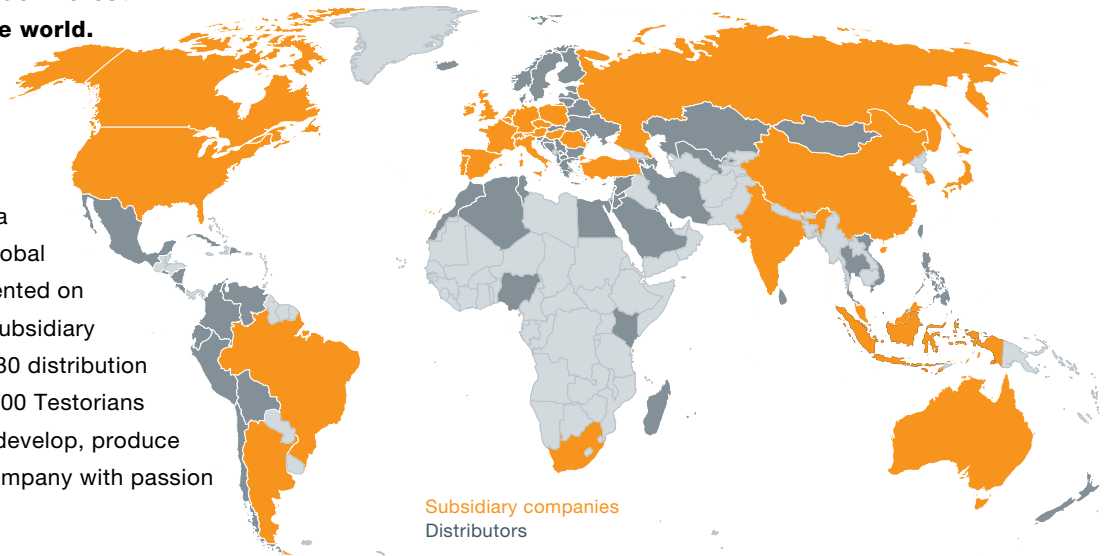 e world.
a
obal
ented on
ubsidiary
30 distribution
00 Testorians
develop, produce
mpany with passion
Subsidiary companies
Distributors